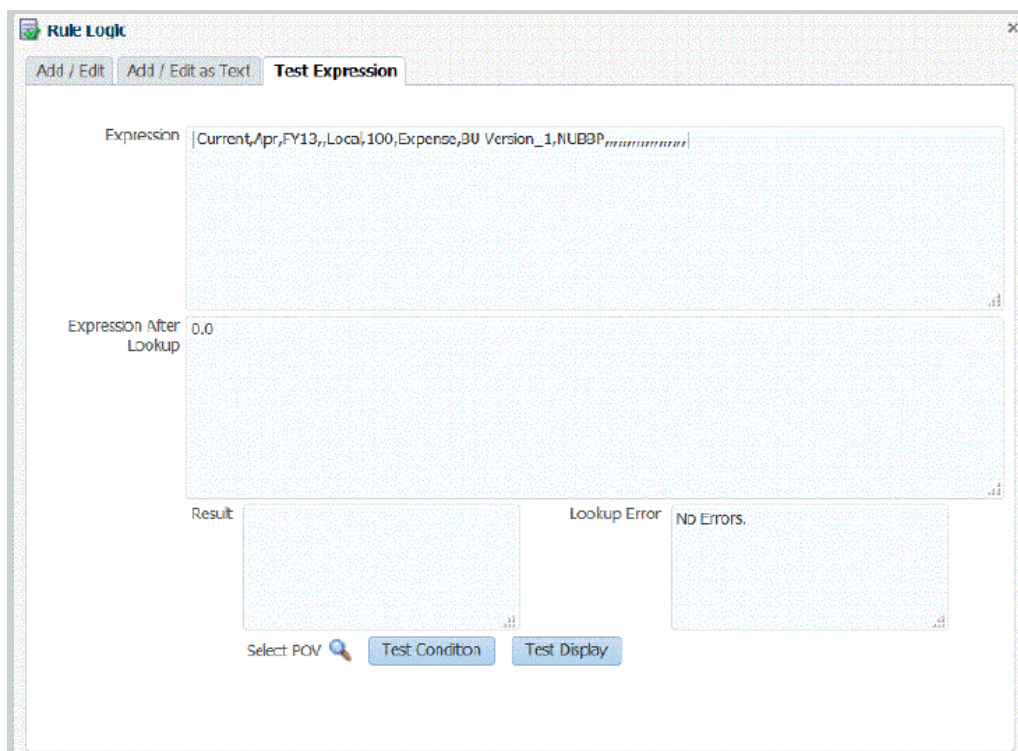 Rule Logic
Add / Edit
Add / Edit as Text
Test Expression
Expression
|Current,Apr,FY13,,Local,100,Expense,BU Version_1,NUBBP,,,,,,,,,,,,,,,,,,,|
Expression After
Lookup
0.0
Result
Lookup Error
No Errors.
Select POV
Test Condition
Test Display